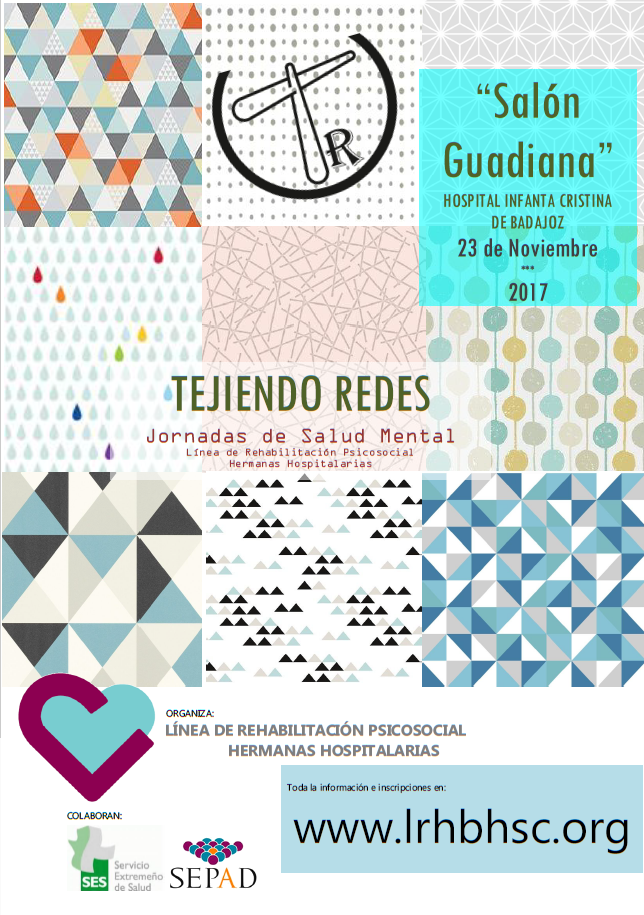 TR
“Salón
Guadiana”
HOSPITAL INFANTA CRISTINA
DE BADAJOZ
23 de Noviembre
***
2017
TEJIENDO REDES
Jornadas de Salud Mental
Línea de Rehabilitación Psicosocial
Hermanas Hospitalarias
ORGANIZA:
LÍNEA DE REHABILITACIÓN PSICOSOCIAL
HERMANAS HOSPITALARIAS
Toda la información e inscripciones en:
www.lrhbhsc.org
COLABORAN:
SES
Servicio
Extremeño
de Salud
SEPAD